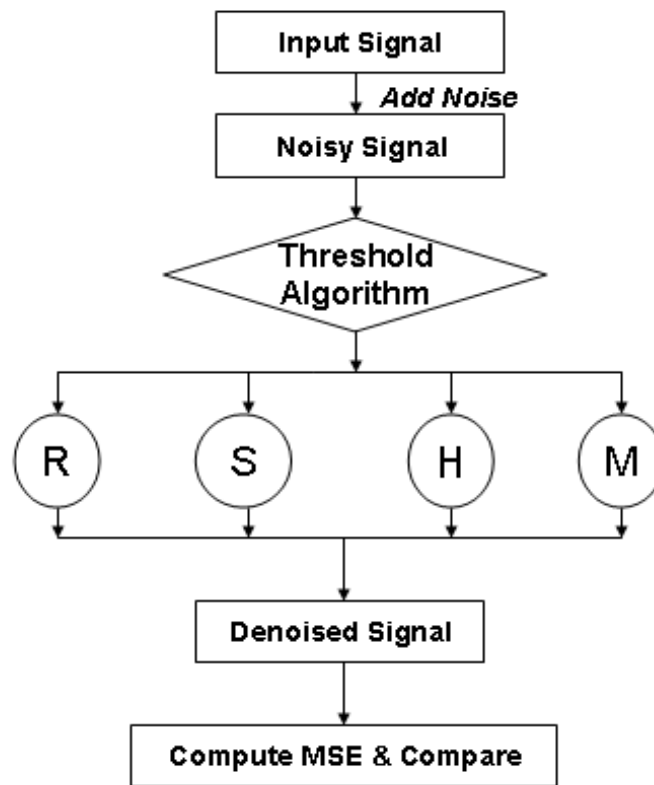 Input Signal
Add Noise
Noisy Signal
Threshold
Algorithm
R S H M
Denoised Signal
Compute MSE & Compare